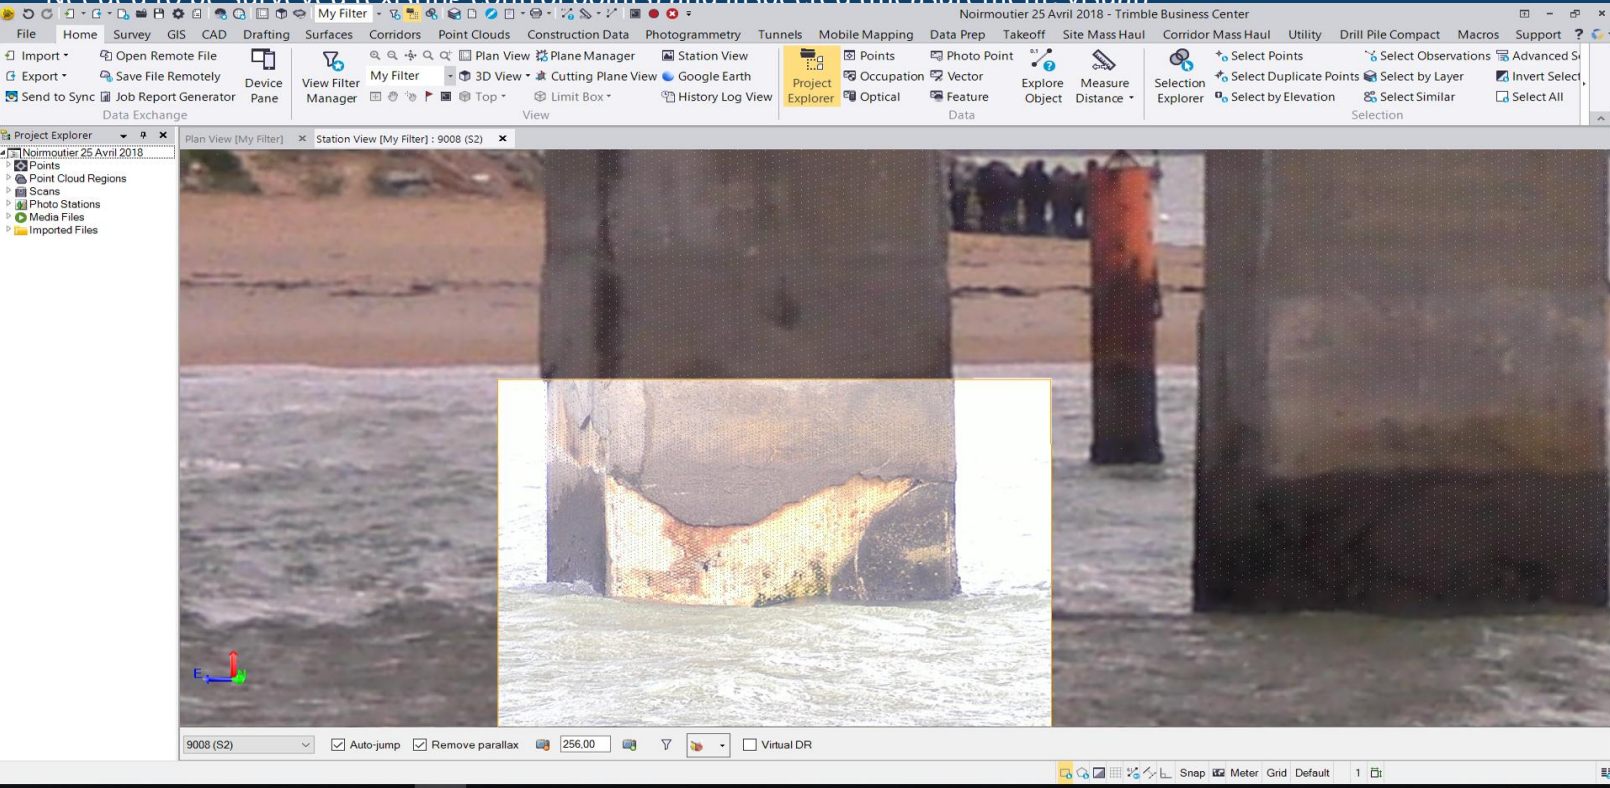 My Filter
Noirmoutier 25 Avril 2018 - Trimble Business Center
File Home Survey GIS CAD Drafting Surfaces Corridors Point Clouds Construction Data Photogrammetry Tunnels Mobile Mapping Data Prep Takeoff Site Mass Haul Corridor Mass Haul Utility Drill Pile Compact Macros Support ?
Import Open Remote File Plan View Plane Manager Station View Points Photo Point Select Points Select Observations Advanced Se
Export Save File Remotely My Filter 3D View Cutting Plane View Google Earth Occupation Vector Select Duplicate Points Select by Layer Invert Select
Device Pane View Filter Manager Project Explorer Explore Object Measure Distance Selection Explorer
Send to Sync Job Report Generator Top Limit Box History Log View Optical Feature Select by Elevation Select Similar Select All
Data Exchange View Data Selection
Project Explorer Plan View [My Filter] Station View [My Filter] : 9008 (S2)
Noirmoutier 25 Avril 2018
Points
Point Cloud Regions
Scans
Photo Stations
Media Files
Imported Files
E
9008 (S2) Auto-jump Remove parallax 256,00 Virtual DR
Snap Meter Grid Default 1